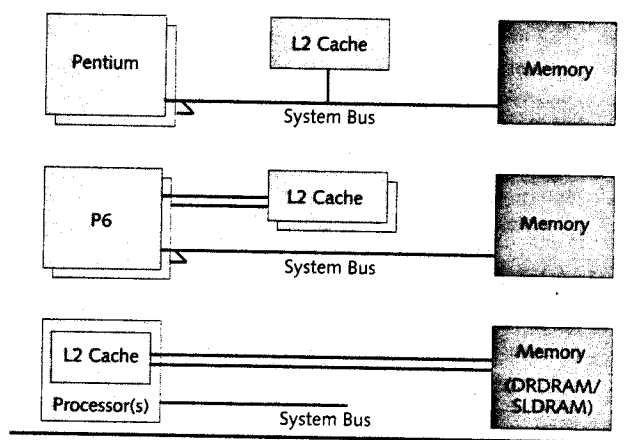 Pentium
L2 Cache
Memory
System Bus
P6
L2 Cache
Memory
System Bus
L2 Cache
Processor(s)
Memory
(DRDRAM/
SLDRAM)
System Bus